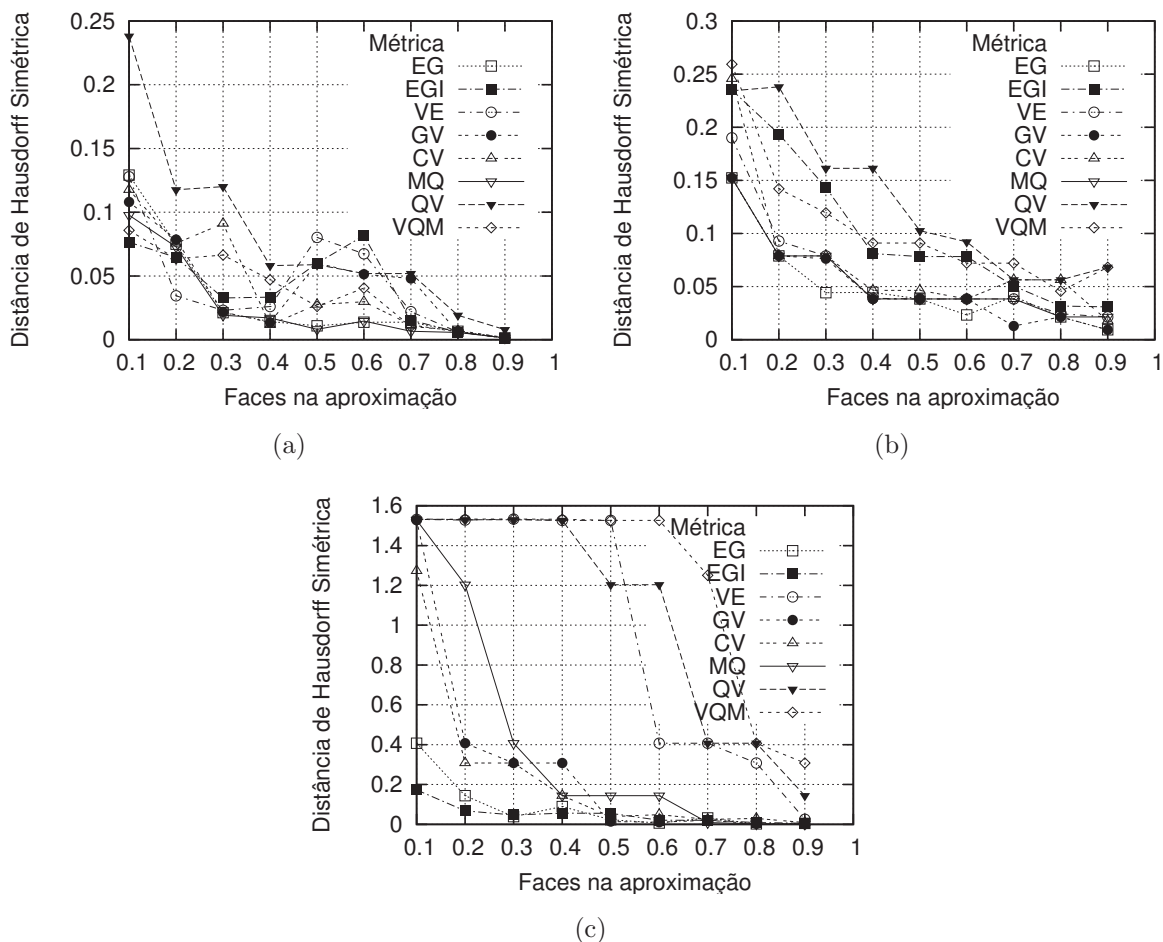 Distância de Hausdorff Simétrica
0.25
0.2
0.15
0.1
0.05
0
0.1 0.2 0.3 0.4 0.5 0.6 0.7 0.8 0.9 1
Faces na aproximação
Métrica
EG
EGI
VE
GV
CV
MQ
QV
VQM
(a)
Distância de Hausdorff Simétrica
0.3
0.25
0.2
0.15
0.1
0.05
0
0.1 0.2 0.3 0.4 0.5 0.6 0.7 0.8 0.9 1
Faces na aproximação
Métrica
EG
EGI
VE
GV
CV
MQ
QV
VQM
(b)
Distância de Hausdorff Simétrica
1.6
1.4
1.2
1
0.8
0.6
0.4
0.2
0
0.1 0.2 0.3 0.4 0.5 0.6 0.7 0.8 0.9 1
Faces na aproximação
Métrica
EG
EGI
VE
GV
CV
MQ
QV
VQM
(c)